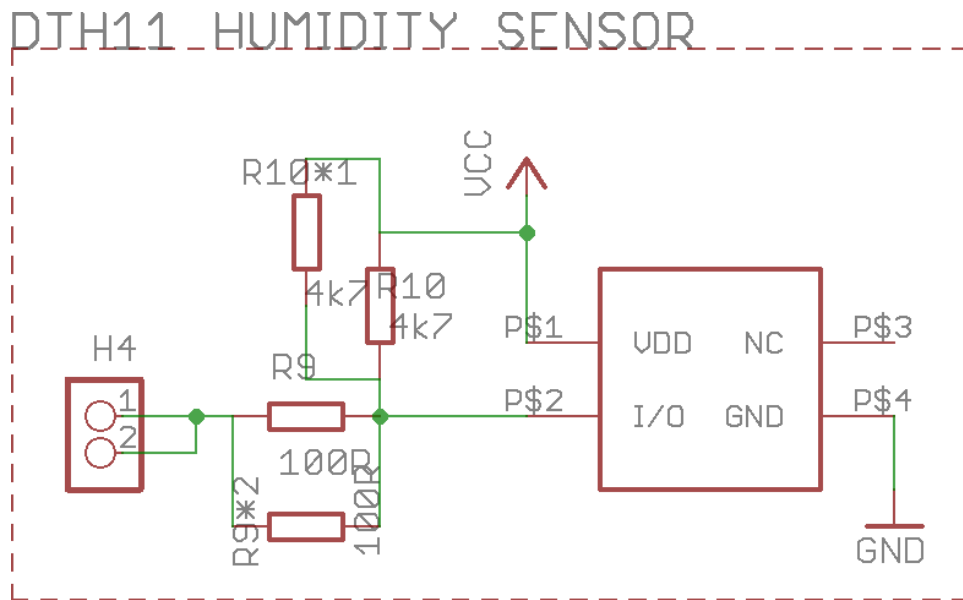 DTH11 HUMIDITY SENSOR
VCC
R10*1
4k7
R10
4k7
P$1
VDD
NC
P$3
H4
R9
1
P$2
I/O
GND
P$4
2
100R
R9*2
100R
GND